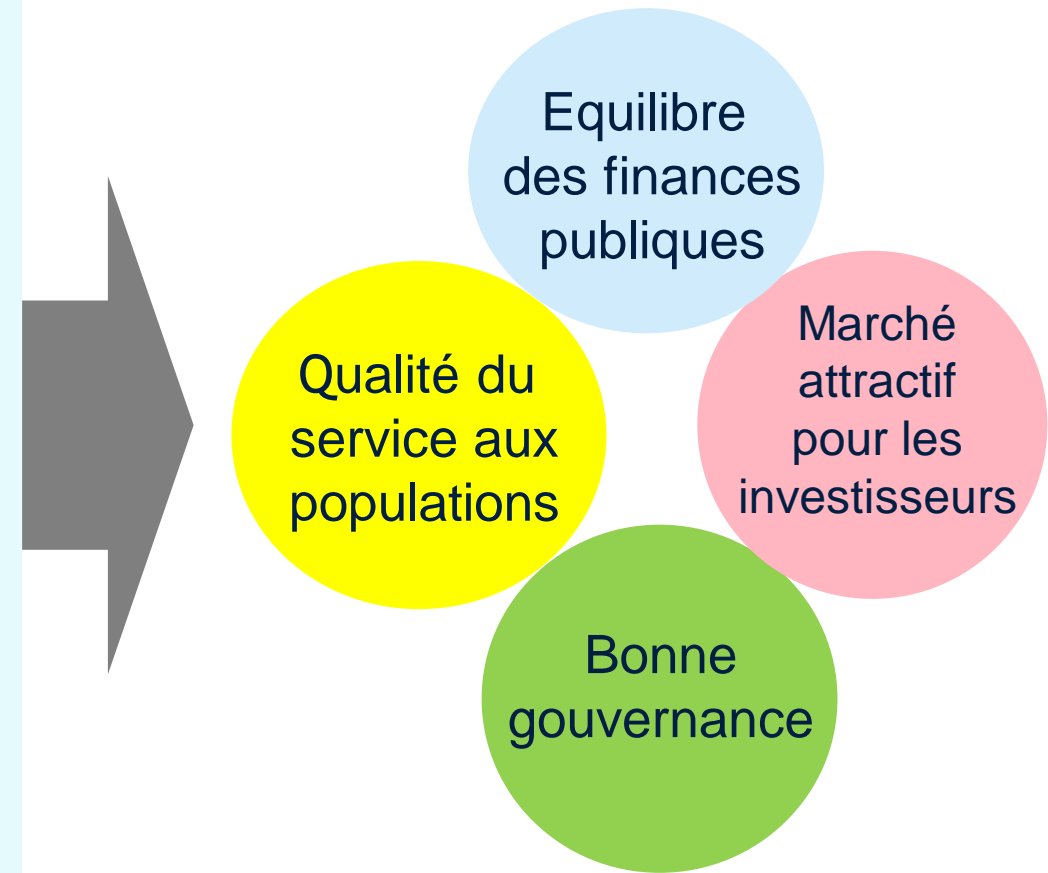 Equilibre
des finances
publiques
Marché
attractif
pour les
investisseurs
Qualité du
service aux
populations
Bonne
gouvernance